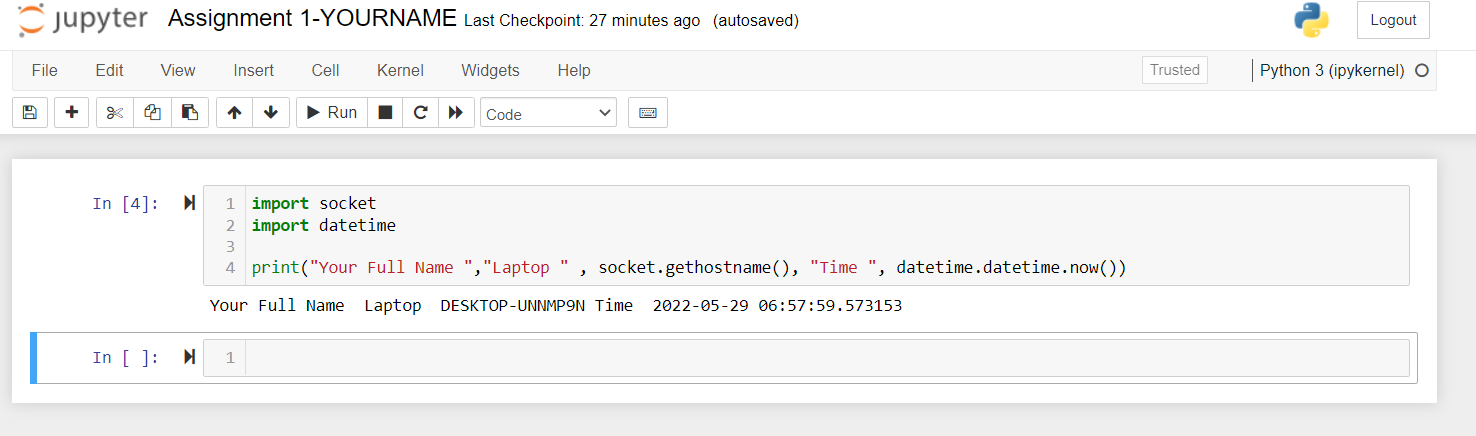 jupyter Assignment 1-YOURNAME Last Checkpoint: 27 minutes ago (autosaved) Logout
File Edit View Insert Cell Kernel Widgets Help Trusted Python 3 (ipykernel)
Run Code
In [4]: 1 import socket
2 import datetime
3
4 print("Your Full Name ","Laptop " , socket.gethostname(), "Time ", datetime.datetime.now())
Your Full Name  Laptop  DESKTOP-UNNMP9N Time  2022-05-29 06:57:59.573153
In [ ]: 1